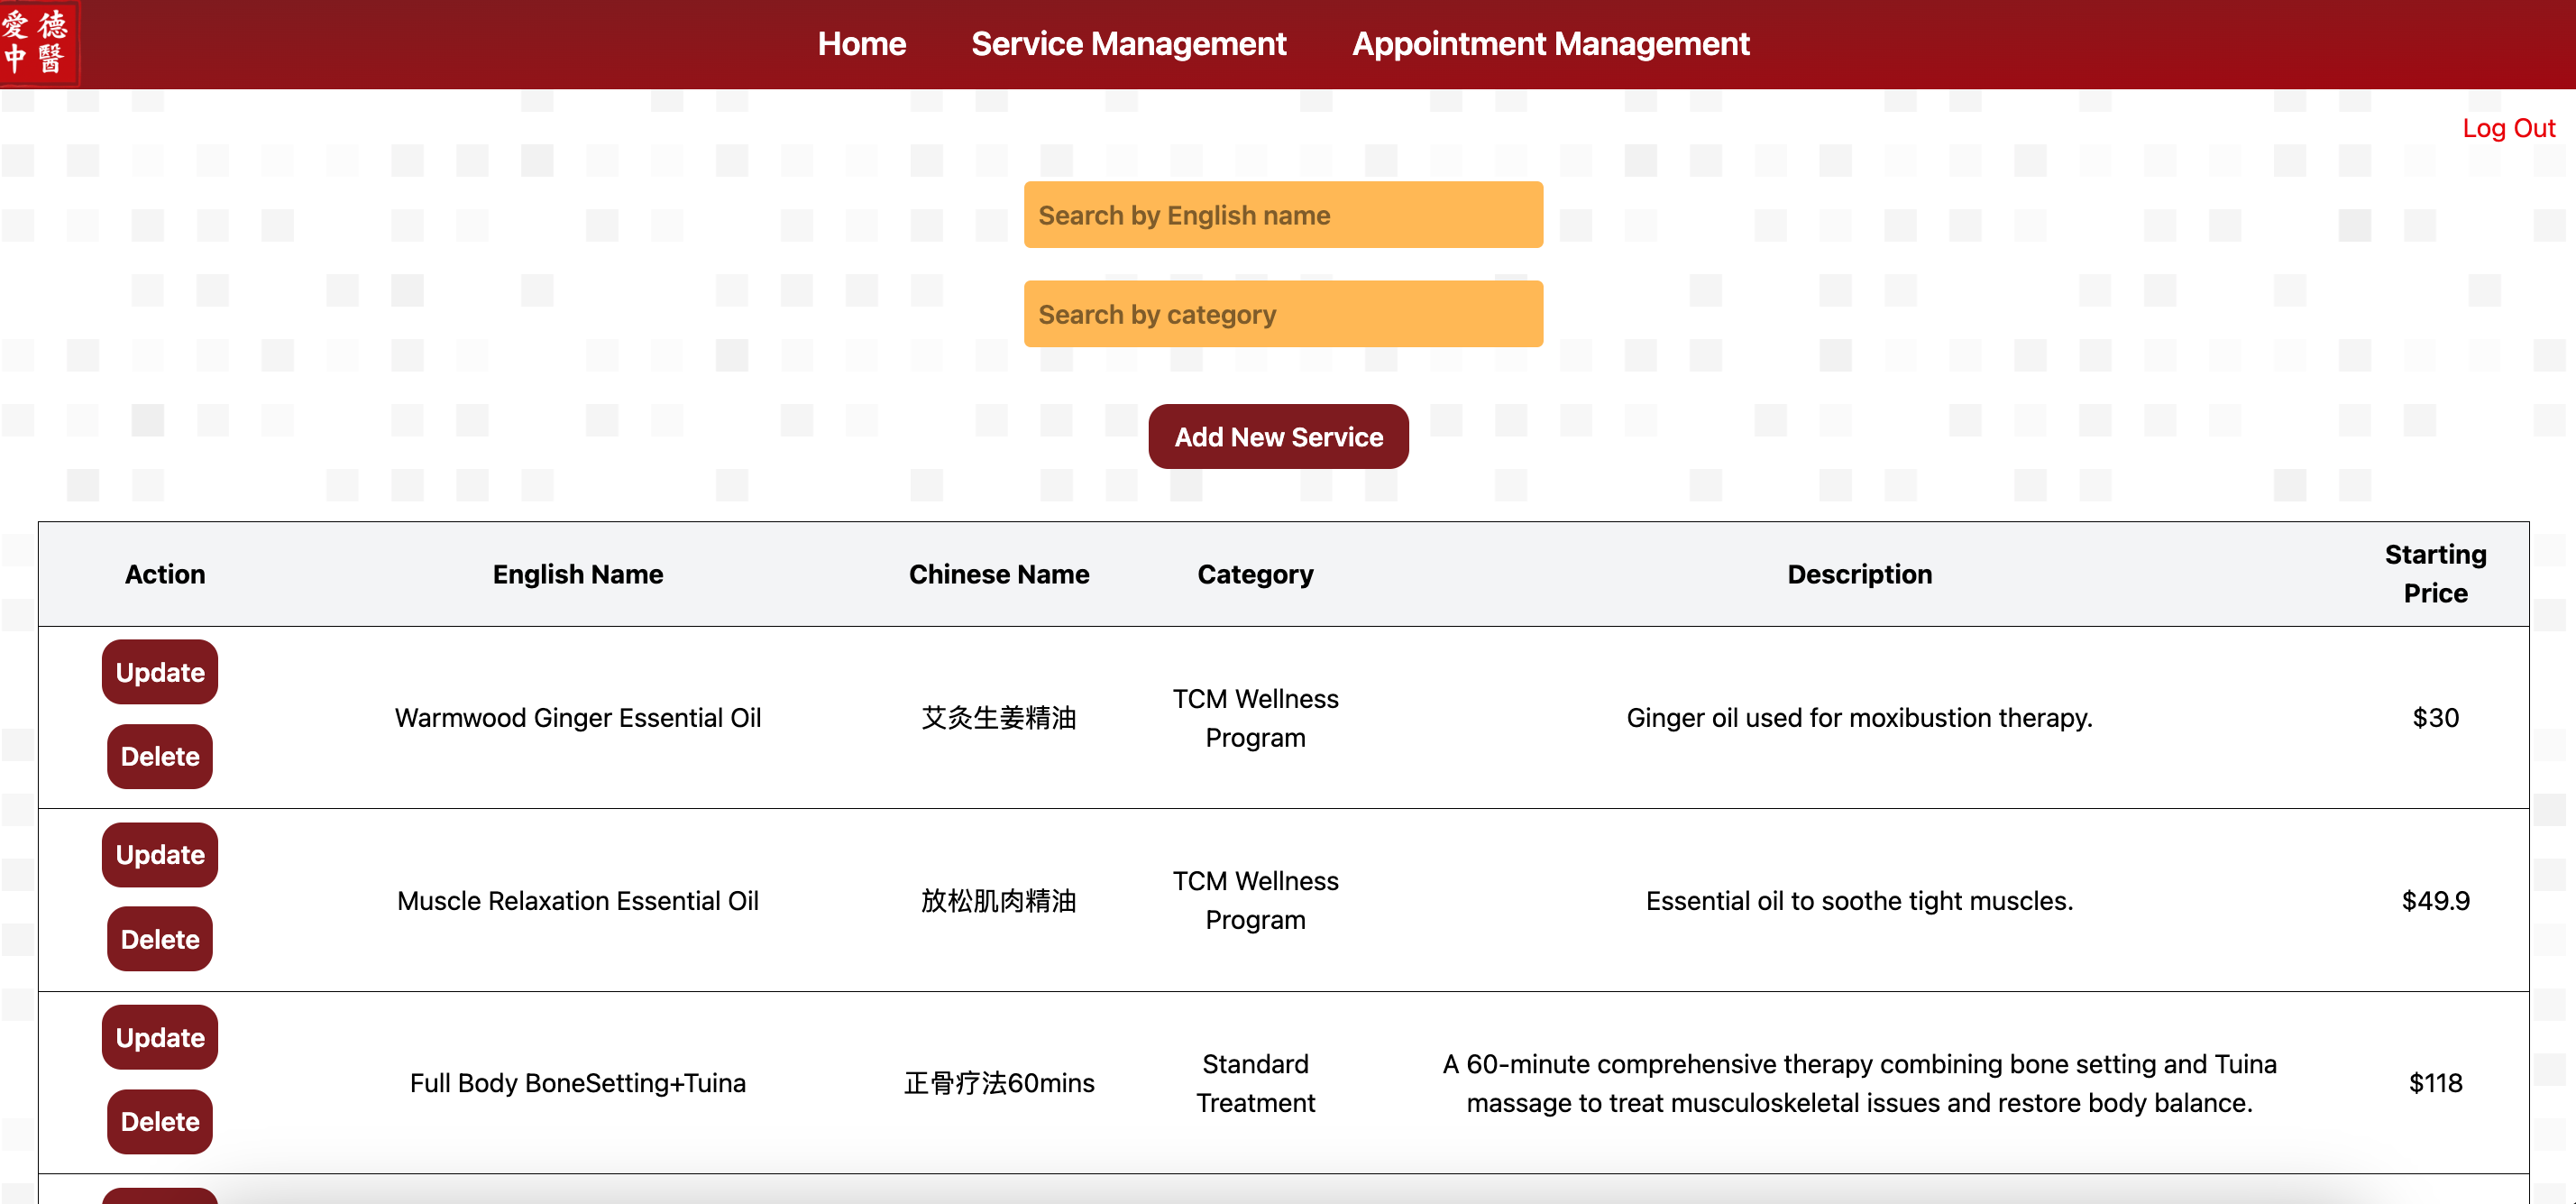 愛德
中醫
Home Service Management Appointment Management
Log Out
Search by English name
Search by category
Add New Service
Action English Name Chinese Name Category Description Starting Price
Update
Delete
Warmwood Ginger Essential Oil
艾灸生姜精油
TCM Wellness
Program
Ginger oil used for moxibustion therapy.
$30
Update
Delete
Muscle Relaxation Essential Oil
放松肌肉精油
TCM Wellness
Program
Essential oil to soothe tight muscles.
$49.9
Update
Delete
Full Body BoneSetting+Tuina
正骨疗法60mins
Standard
Treatment
A 60-minute comprehensive therapy combining bone setting and Tuina
massage to treat musculoskeletal issues and restore body balance.
$118